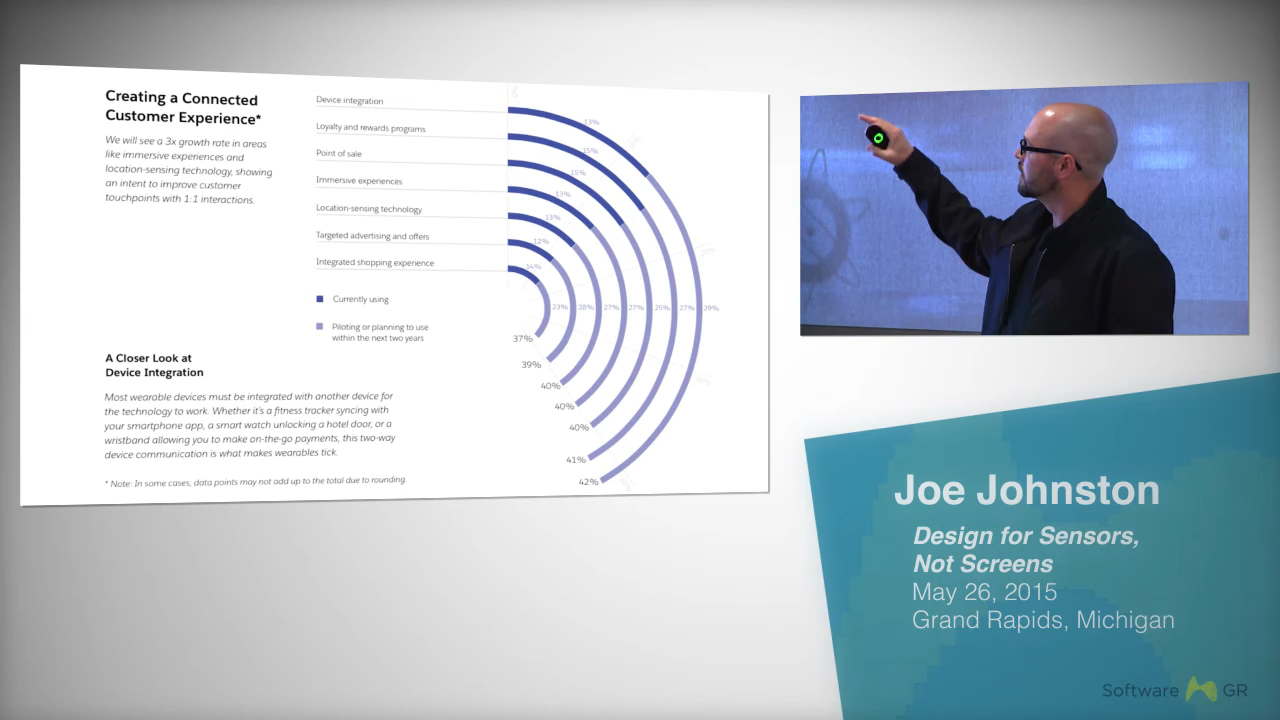 Creating a Connected
Customer Experience*
We will see a 3x growth rate in areas
like immersive experiences and
location-sensing technology, showing
an intent to improve customer
touchpoints with 1:1 interactions.
Device integration
Loyalty and rewards programs
Point of sale
Immersive experiences
Location-sensing technology
Targeted advertising and offers
Integrated shopping experience
Currently using
Piloting or planning to use
within the next two years
13%
15%
15%
13%
13%
12%
14%
23%
28%
27%
27%
25%
27%
29%
37%
39%
40%
40%
40%
41%
42%
A Closer Look at
Device Integration
Most wearable devices must be integrated with another device for
the technology to work. Whether it's a fitness tracker syncing with
your smartphone app, a smart watch unlocking a hotel door, or a
wristband allowing you to make on-the-go payments, this two-way
device communication is what makes wearables tick.
* Note: In some cases, data points may not add up to the total due to rounding.
Joe Johnston
Design for Sensors,
Not Screens
May 26, 2015
Grand Rapids, Michigan
Software GR